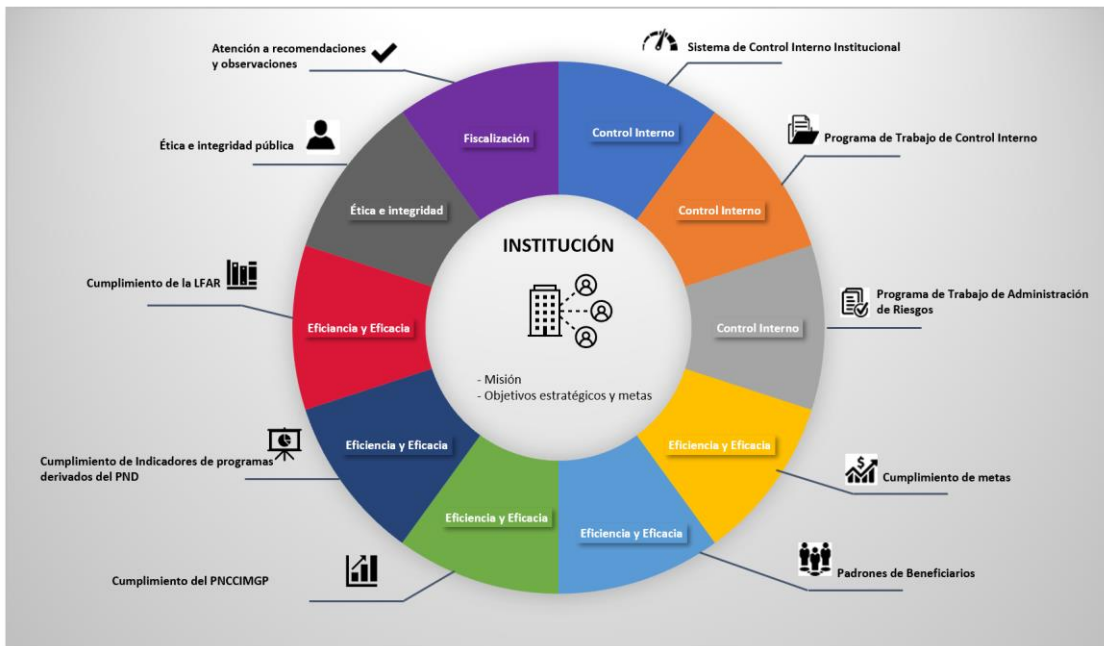 Atención a recomendaciones
y observaciones
Sistema de Control Interno Institucional
Fiscalización
Control Interno
Ética e integridad pública
Programa de Trabajo de Control Interno
Ética e integridad
Control Interno
INSTITUCIÓN
Cumplimiento de la LFAR
Programa de Trabajo de Administración
de Riesgos
Eficiancia y Eficacia
Control Interno
- Misión
- Objetivos estratégicos y metas
Eficiencia y Eficacia
Eficiencia y Eficacia
Cumplimiento de Indicadores de programas
derivados del PND
$
Cumplimiento de metas
Eficiencia y Eficacia
Eficiencia y Eficacia
Cumplimiento del PNCCIMGP
Padrones de Beneficiarios